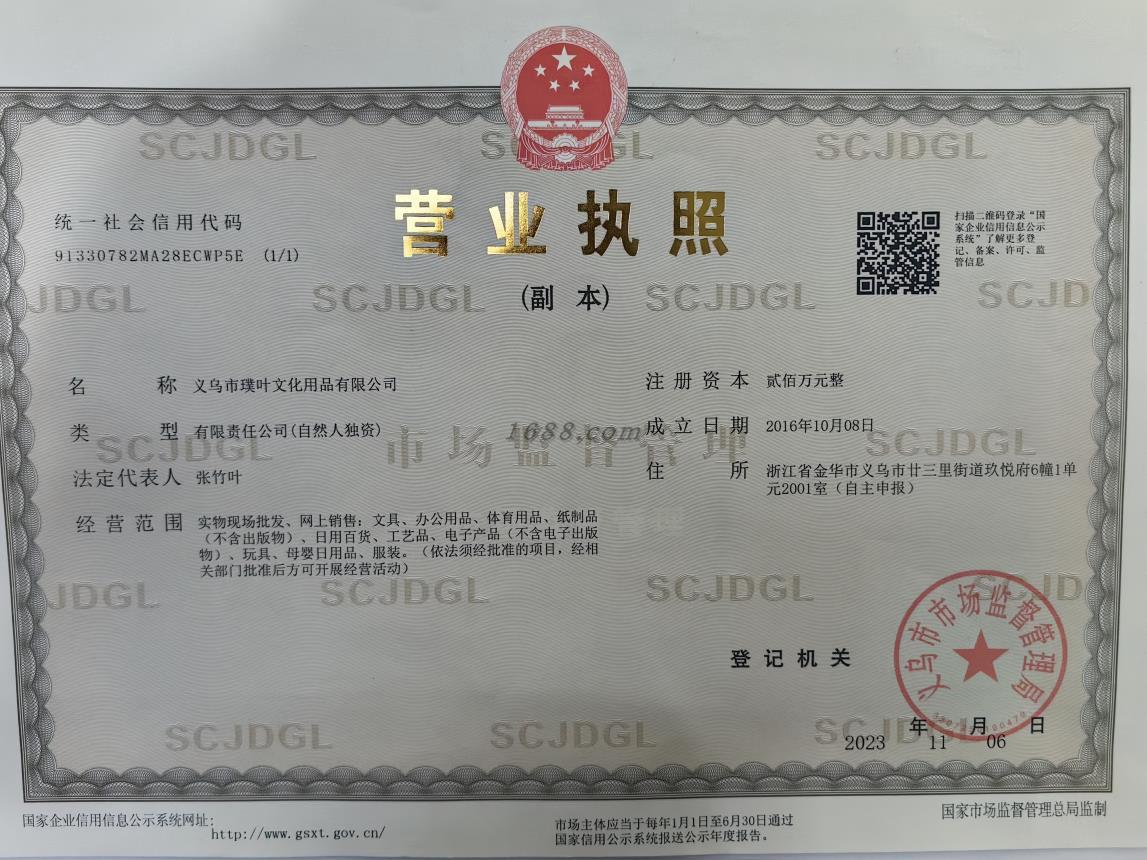 SCJDGL SCJDGL SCJDGL
营业执照
(副 本)
统一社会信用代码
91330782MA28ECWP5E (1/1)
扫描二维码登录“国
家企业信用信息公示
系统”了解更多登
记、备案、许可、监
管信息
JDGL SCJDGL SCJDGL SCJD
名 称 义乌市璞叶文化用品有限公司
类 型 有限责任公司(自然人独资)
法定代表人 张竹叶
经营范围 实物现场批发、网上销售：文具、办公用品、体育用品、纸制品
（不含出版物）、日用百货、工艺品、电子产品（不含电子出版
物）、玩具、母婴日用品、服装。（依法须经批准的项目，经相
关部门批准后方可开展经营活动）
注册资本 贰佰万元整
成立日期 2016年10月08日
住 所 浙江省金华市义乌市廿三里街道玖悦府6幢1单
元2001室（自主申报）
SCJDGL 市场监督管理 SCJDGL
1688.com
JDGL SCJDGL SCJDGL SCJD
登记机关
义乌市市场监督管理局
2023 年 11 月 06 日
SCJDGL SCJDGL SCJDGL
国家企业信用信息公示系统网址：
http://www.gsxt.gov.cn/
市场主体应当于每年1月1日至6月30日通过
国家信用公示系统报送公示年度报告。
国家市场监督管理总局监制